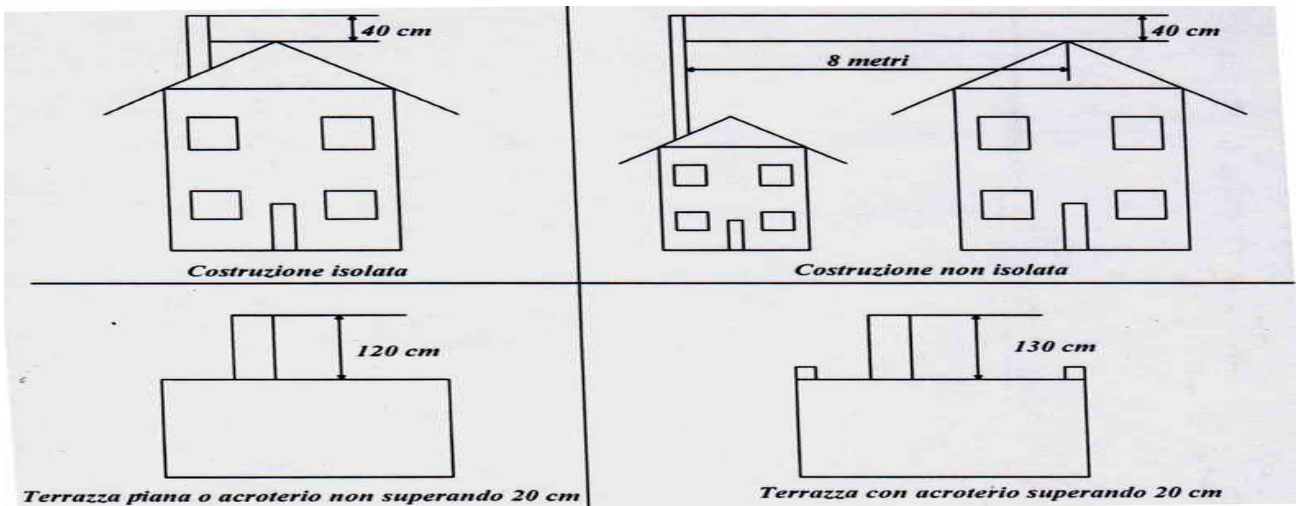 40 cm
40 cm
8 metri
Costruzione isolata
Costruzione non isolata
120 cm
130 cm
Terrazza piana o acroterio non superando 20 cm
Terrazza con acroterio superando 20 cm